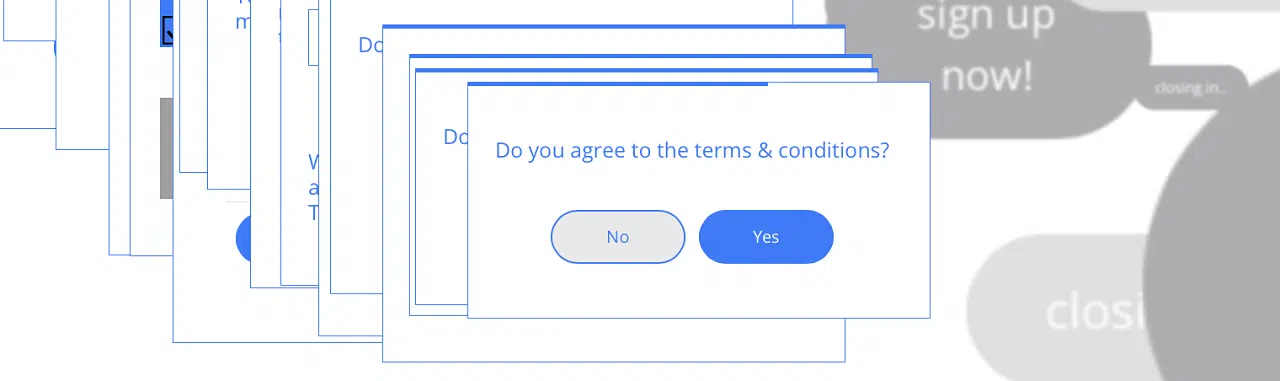 m
Do
sign up
now!
closing in..
Do
Do you agree to the terms & conditions?
W
a
T
No
Yes
closi